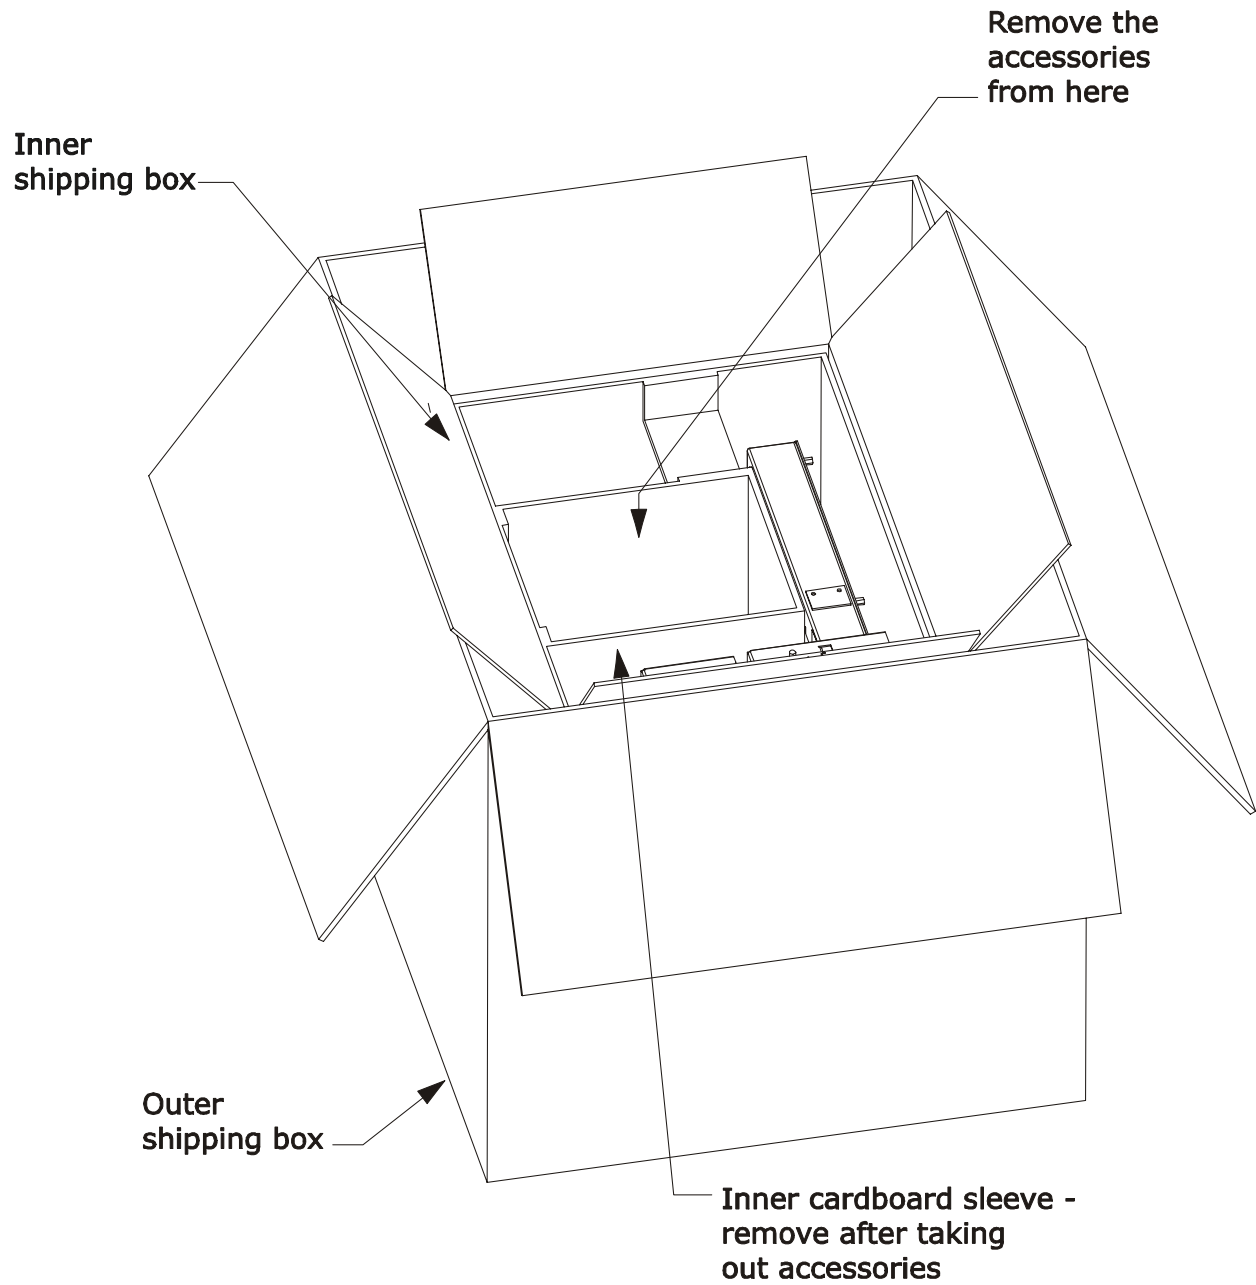 Remove the
accessories
from here
Inner
shipping box
Outer
shipping box
Inner cardboard sleeve -
remove after taking
out accessories